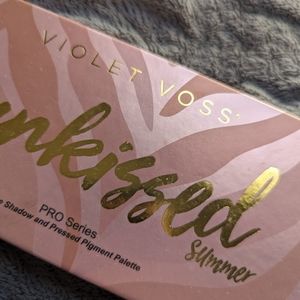 VIOLET VOSS
unkissed
summer
PRO Series
Shadow and Pressed Pigment Palette